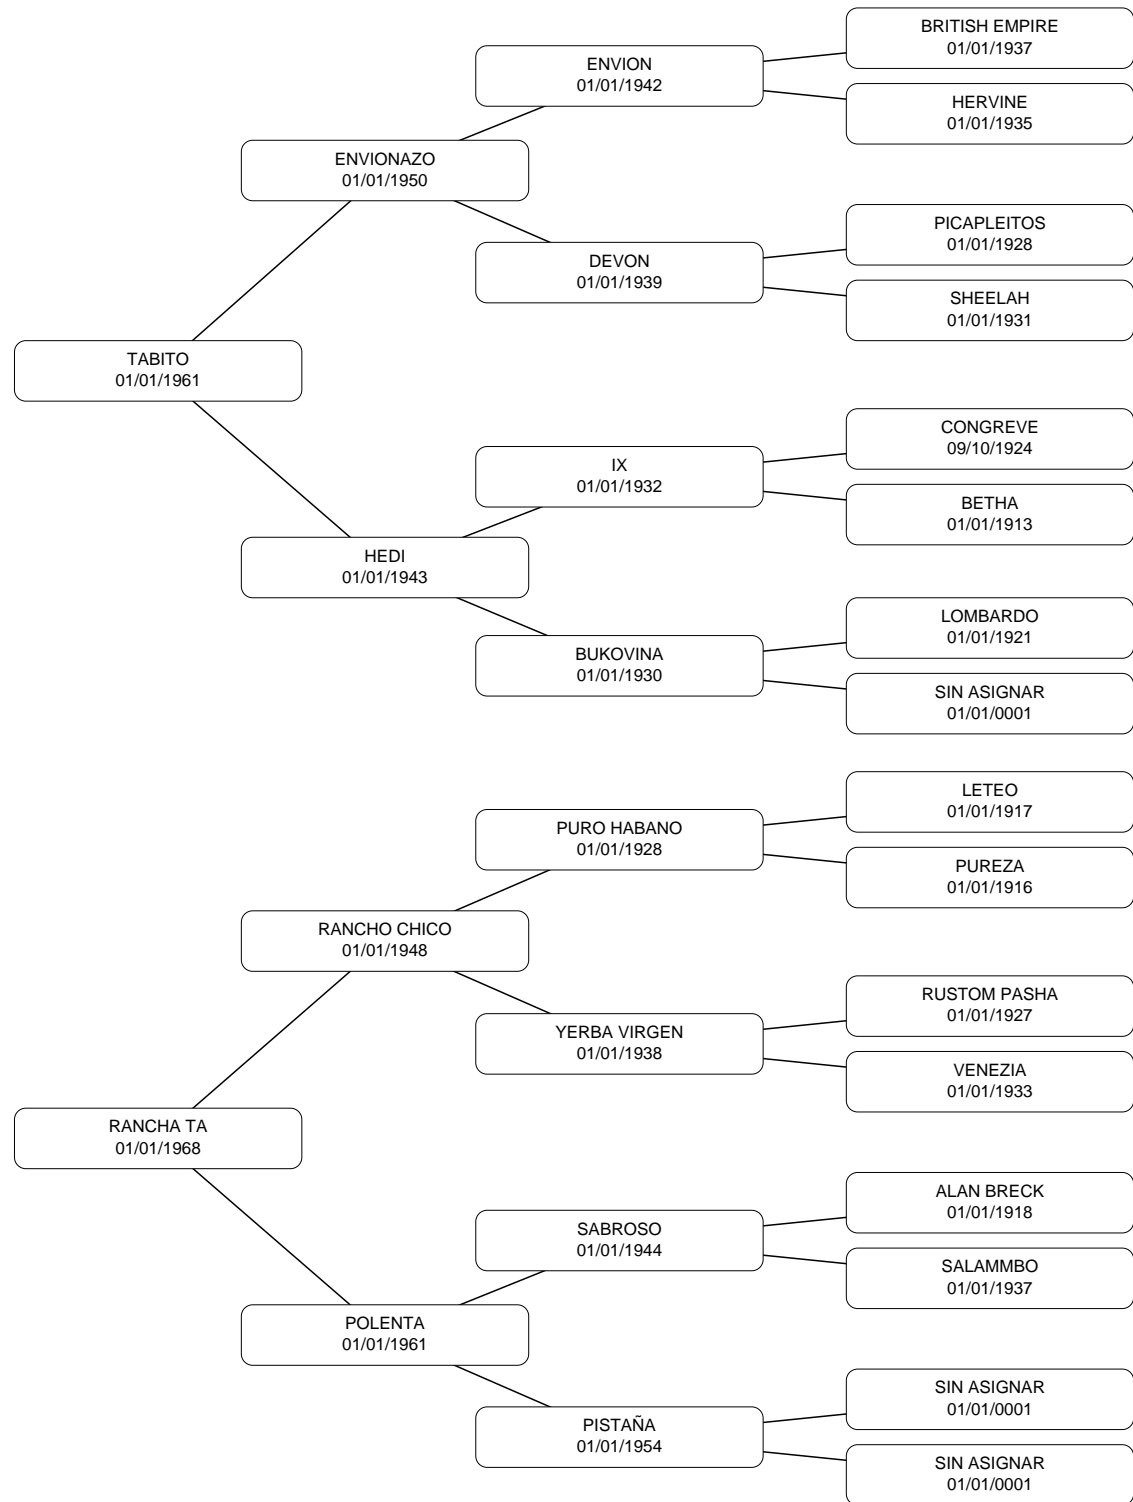 BRITISH EMPIRE
01/01/1937
ENVION
01/01/1942
HERVINE
01/01/1935
ENVIONAZO
01/01/1950
PICAPLEITOS
01/01/1928
DEVON
01/01/1939
SHEELAH
01/01/1931
TABITO
01/01/1961
CONGREVE
09/10/1924
IX
01/01/1932
BETHA
01/01/1913
HEDI
01/01/1943
LOMBARDO
01/01/1921
BUKOVINA
01/01/1930
SIN ASIGNAR
01/01/0001
LETEO
01/01/1917
PURO HABANO
01/01/1928
PUREZA
01/01/1916
RANCHO CHICO
01/01/1948
RUSTOM PASHA
01/01/1927
YERBA VIRGEN
01/01/1938
VENEZIA
01/01/1933
RANCHA TA
01/01/1968
ALAN BRECK
01/01/1918
SABROSO
01/01/1944
SALAMMBO
01/01/1937
POLENTA
01/01/1961
SIN ASIGNAR
01/01/0001
PISTAÑA
01/01/1954
SIN ASIGNAR
01/01/0001